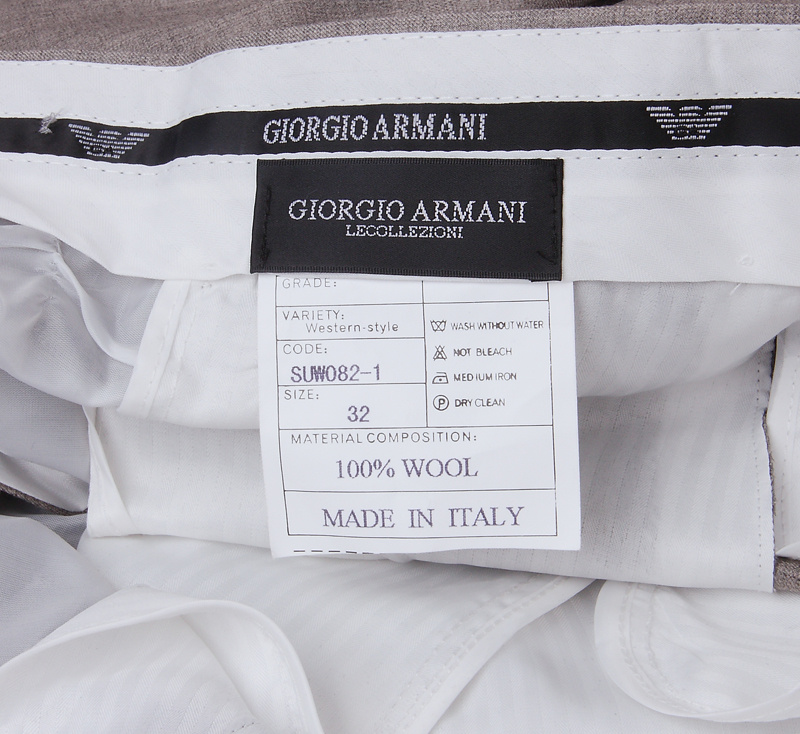 GIORGIO ARMANI
GIORGIO ARMANI
LECOLLEZIONI
GRADE:
VARIETY:
Western-style
CODE:
SUW082-1
SIZE:
32
WASH WITHOUT WATER
NOT BLEACH
MEDIUM IRON
P DRY CLEAN
MATERIAL COMPOSITION:
100% WOOL
MADE IN ITALY